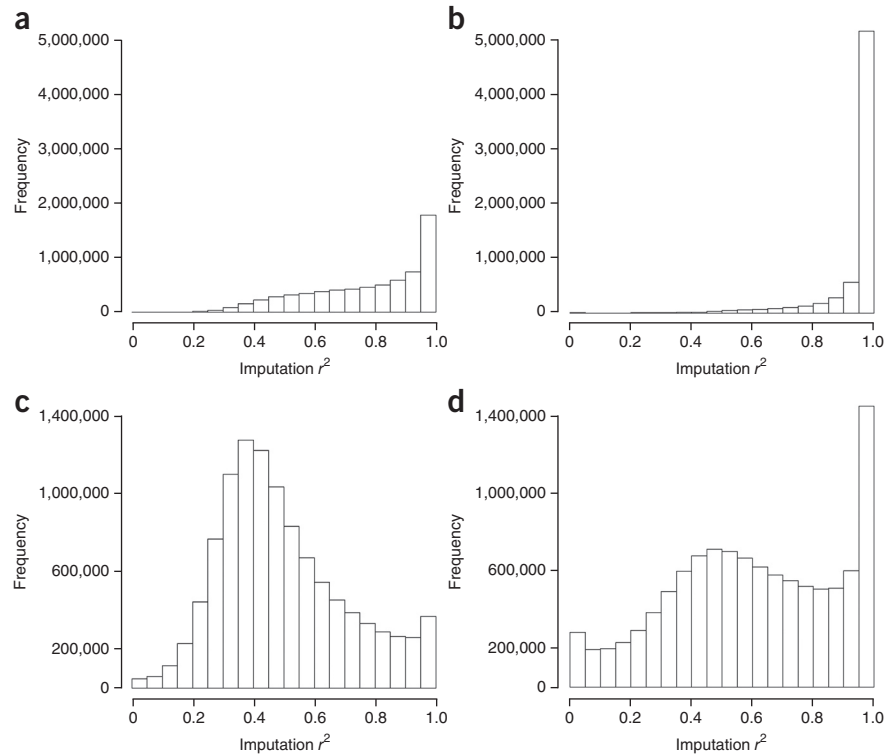 a
5,000,000
4,000,000
3,000,000
2,000,000
1,000,000
0
Frequency
0 0.2 0.4 0.6 0.8 1.0
Imputation r²
b
5,000,000
4,000,000
3,000,000
2,000,000
1,000,000
0
Frequency
0 0.2 0.4 0.6 0.8 1.0
Imputation r²
c
1,400,000
1,000,000
600,000
200,000
0
Frequency
0 0.2 0.4 0.6 0.8 1.0
Imputation r²
d
1,400,000
1,000,000
600,000
200,000
0
Frequency
0 0.2 0.4 0.6 0.8 1.0
Imputation r²